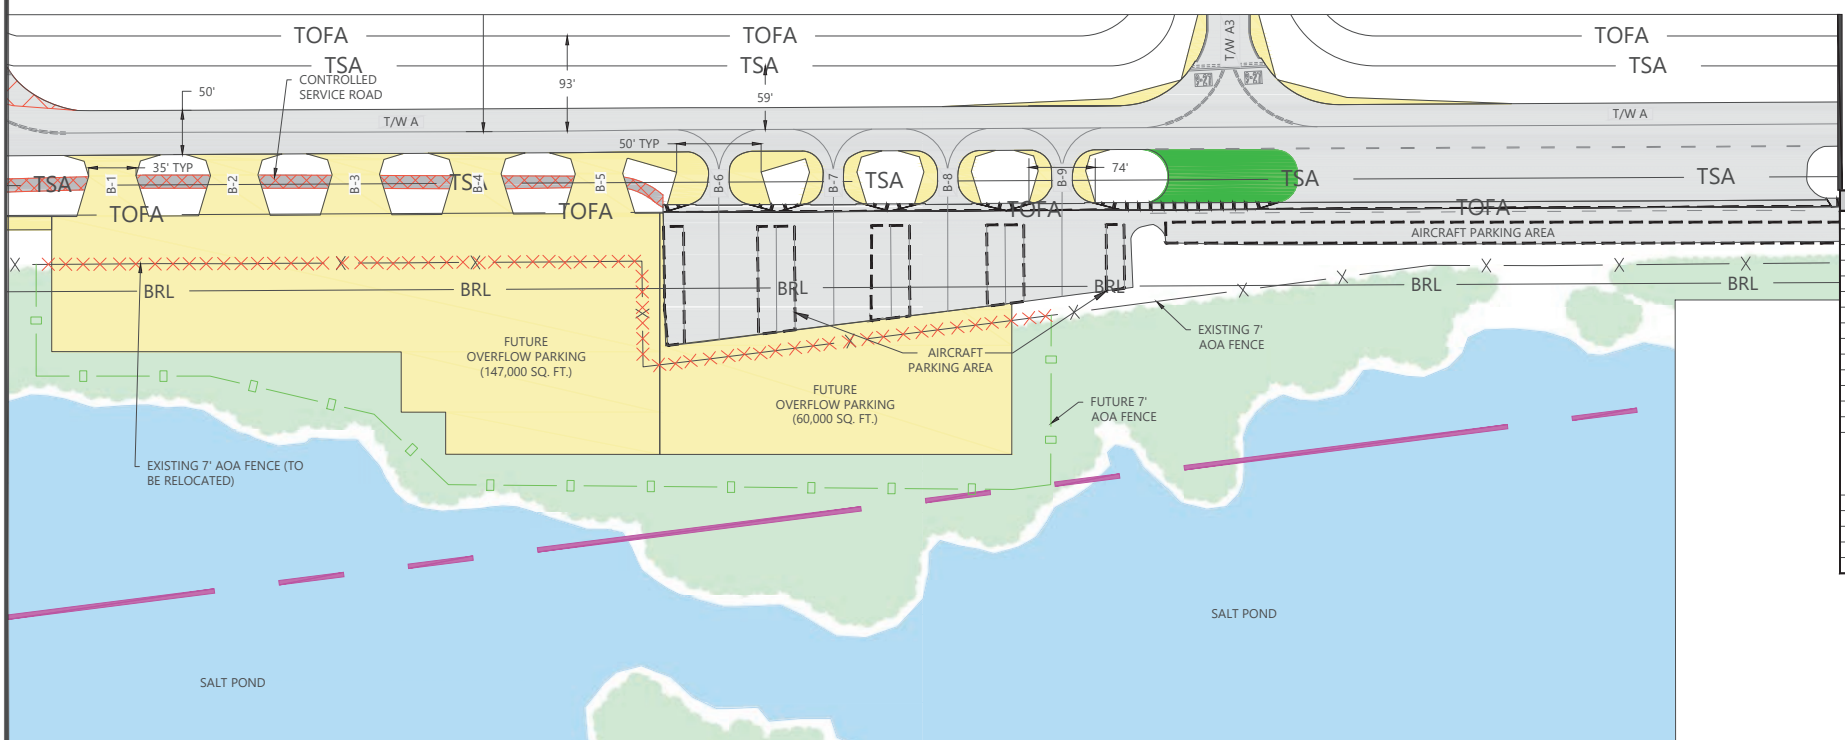 TOFA
TOFA
TOFA
TSA
TSA
TSA
T/W A3
CONTROLLED
SERVICE ROAD
50'
93'
59'
T/W A
T/W A
50' TYP
35' TYP
74'
B-1
B-2
B-3
B-4
B-5
B-6
B-7
B-8
B-9
TSA
TSA
TSA
TSA
TSA
TOFA
TOFA
TOFA
TOFA
AIRCRAFT PARKING AREA
BRL
BRL
BRL
BRL
BRL
BRL
FUTURE
OVERFLOW PARKING
(147,000 SQ. FT.)
AIRCRAFT
PARKING AREA
EXISTING 7'
AOA FENCE
FUTURE
OVERFLOW PARKING
(60,000 SQ. FT.)
FUTURE 7'
AOA FENCE
EXISTING 7' AOA FENCE (TO
BE RELOCATED)
SALT POND
SALT POND